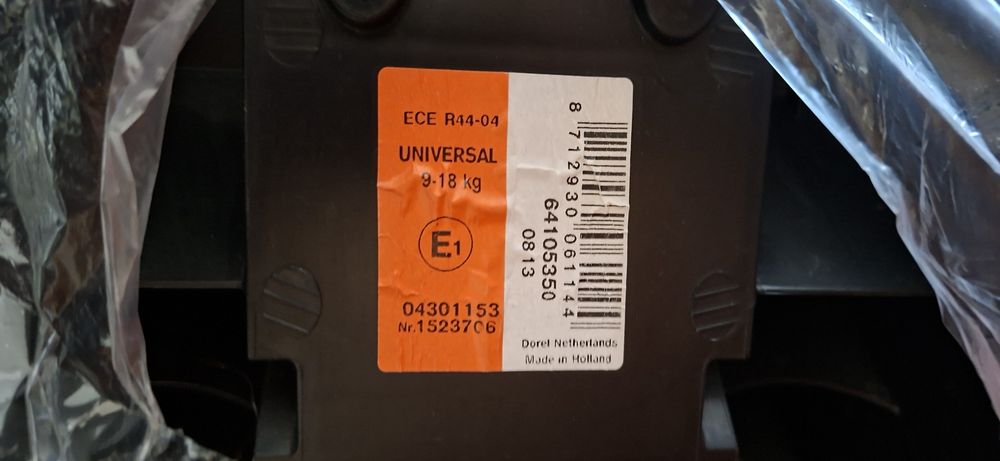 ECE R44-04
UNIVERSAL
9-18 kg
E1
04301153
Nr.1523706
8 712930 061144
64105350
0813
Dorel Netherlands
Made in Holland